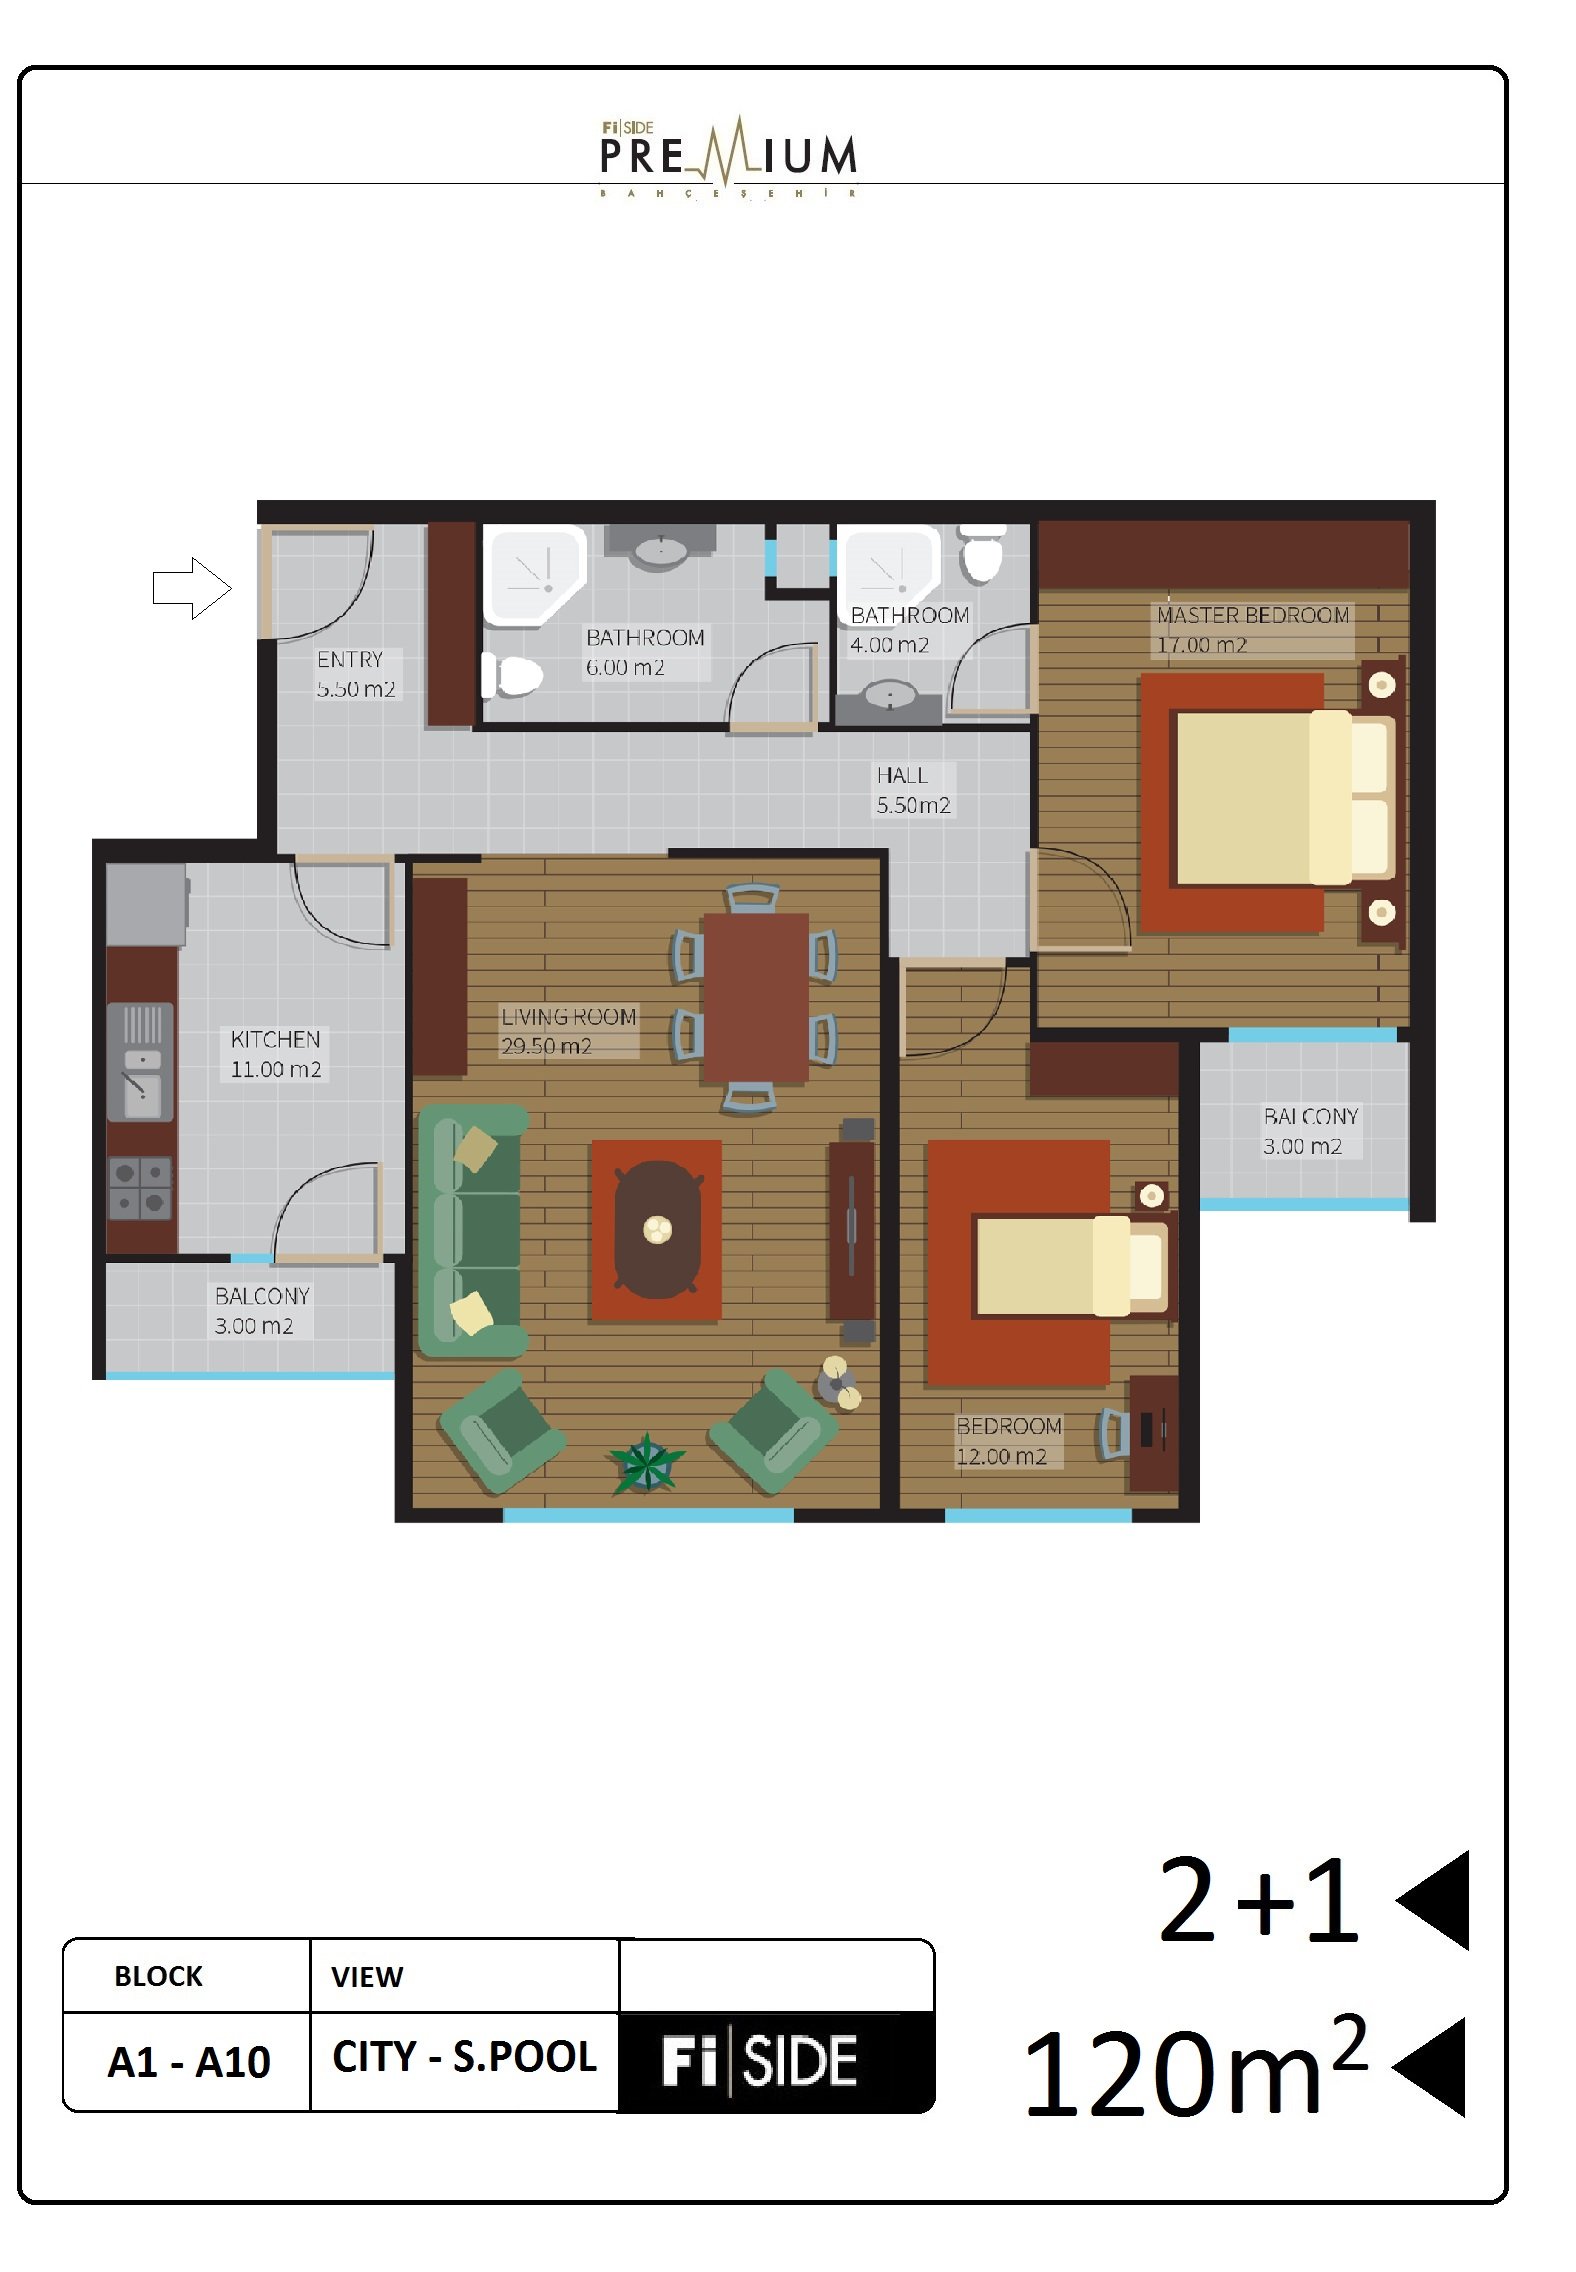 Fi|SIDE
PREMIUM
BAHÇEŞEHİR
ENTRY
5.50 m2
BATHROOM
6.00 m2
BATHROOM
4.00 m2
MASTER BEDROOM
17.00 m2
HALL
5.50m2
KITCHEN
11.00 m2
LIVING ROOM
29.50 m2
BALCONY
3.00 m2
BALCONY
3.00 m2
BEDROOM
12.00 m2
2+1
120m²
BLOCK VIEW
A1 - A10 CITY - S.POOL Fi|SIDE